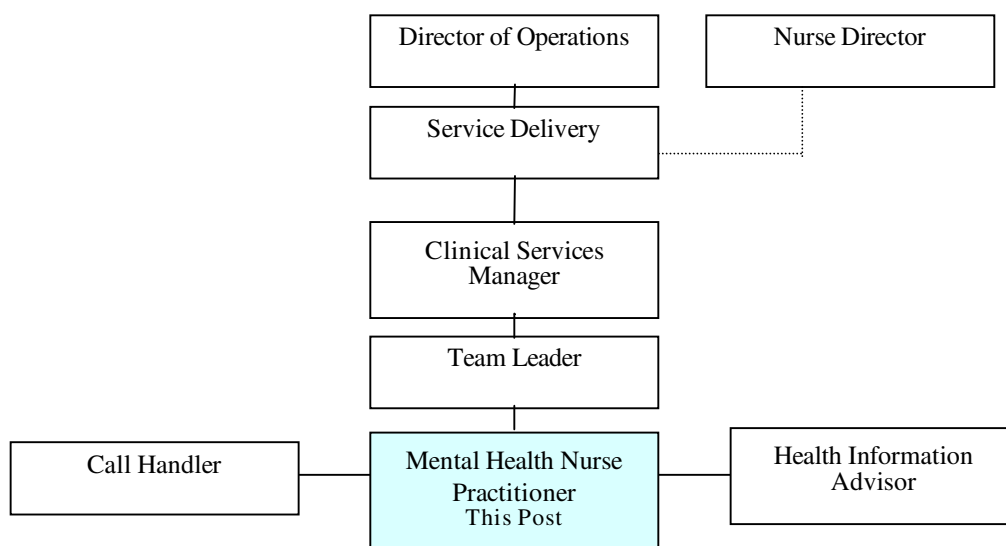 Director of Operations
Nurse Director
Service Delivery
Clinical Services
Manager
Team Leader
Call Handler
Mental Health Nurse
Practitioner
This Post
Health Information
Advisor